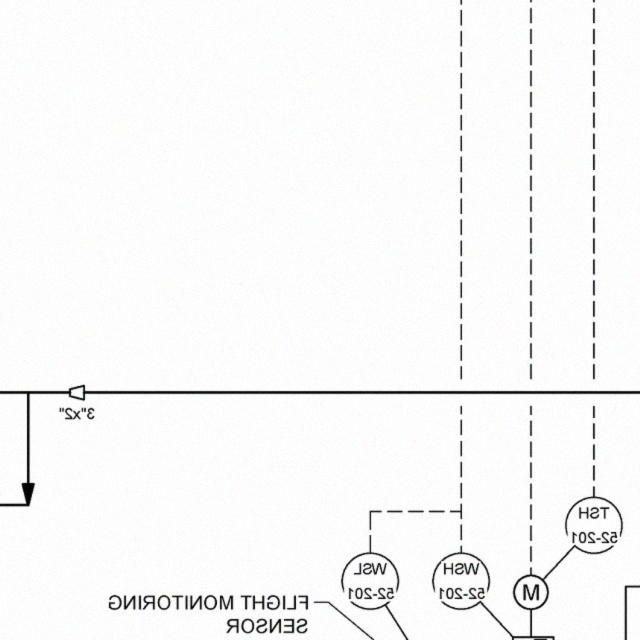 3"x2"
TSH
52-201
WSL
52-201
WSH
52-201
M
FLIGHT MONITORING
SENSOR